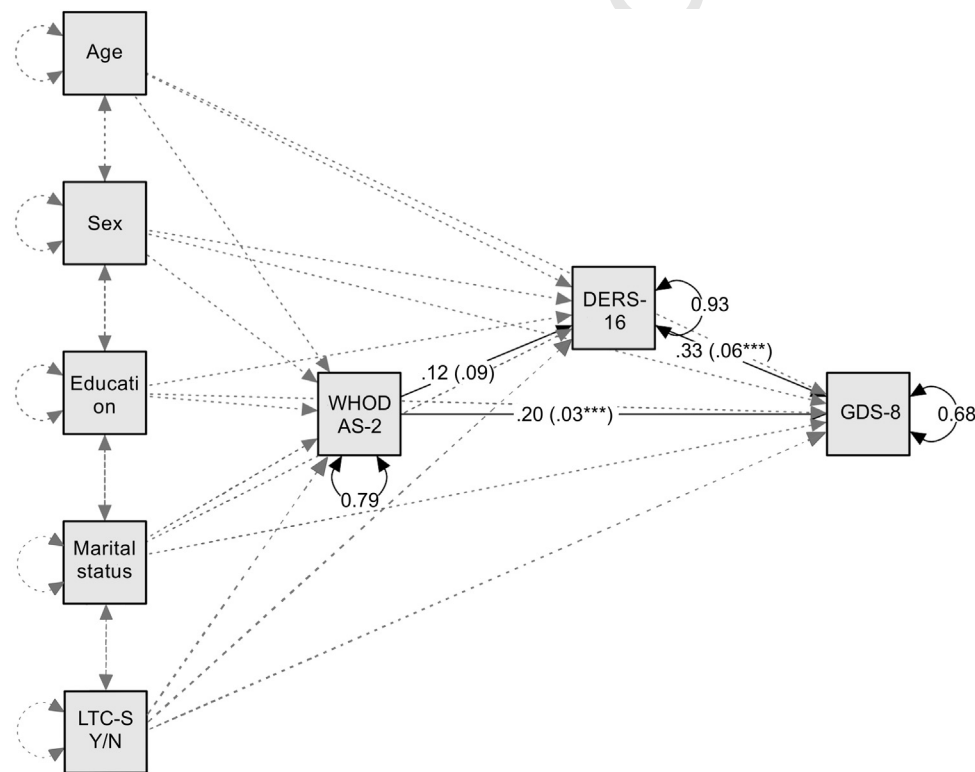 Age
Sex
Educati
on
Marital
status
LTC-S
Y/N
WHOD
AS-2
0.79
.12 (.09)
.20 (.03***)
DERS-
16
0.93
.33 (.06***)
GDS-8
0.68